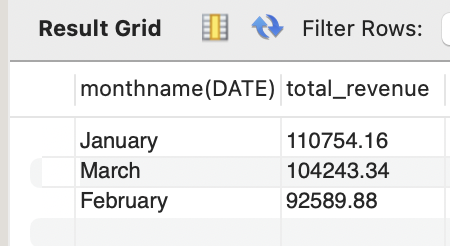 Result Grid Filter Rows:
monthname(DATE) total_revenue
January 110754.16
March 104243.34
February 92589.88